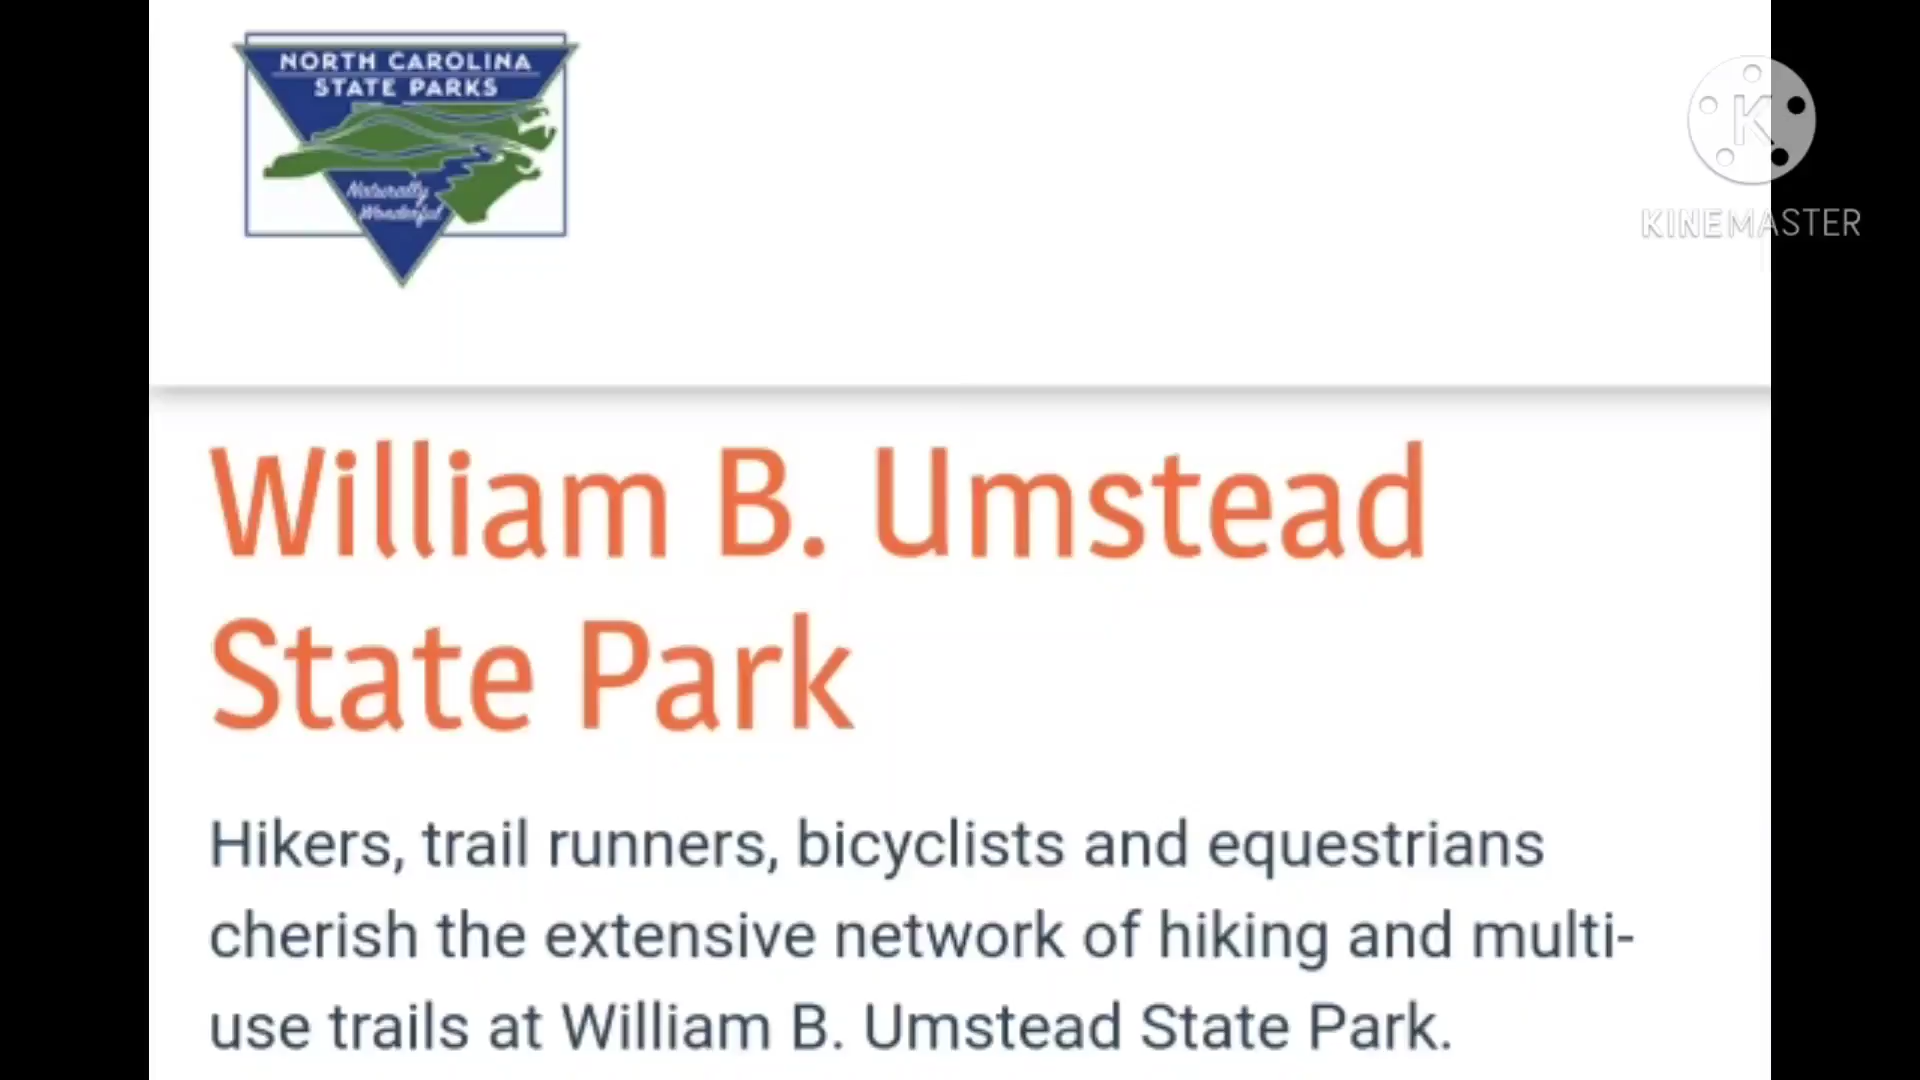 NORTH CAROLINA
STATE PARKS
Naturally
Wonderful
K
KINEMASTER
William B. Umstead
State Park
Hikers, trail runners, bicyclists and equestrians
cherish the extensive network of hiking and multi-
use trails at William B. Umstead State Park.